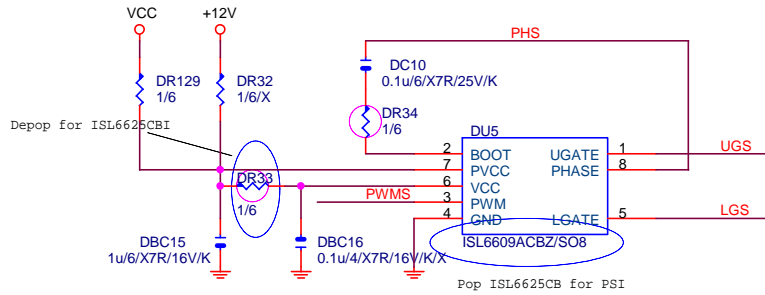 VCC
+12V
PHS
DR129
1/6
DR32
1/6/X
DC10
0.1u/6/X7R/25V/K
DR34
1/6
Depop for ISL6625CBI
DU5
2
BOOT
UGATE
1
UGS
7
PVCC
PHASE
8
DR33
6
VCC
PWMS
3
PWM
1/6
4
GND
LGATE
5
LGS
DBC15
1u/6/X7R/16V/K
DBC16
0.1u/4/X7R/16V/K/X
ISL6609ACBZ/SO8
Pop ISL6625CB for PSI